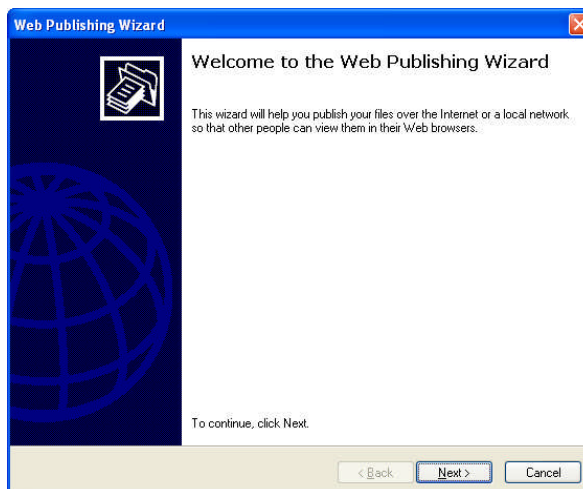 Web Publishing Wizard
Welcome to the Web Publishing Wizard
This wizard will help you publish your files over the Internet or a local network
so that other people can view them in their Web browsers.
To continue, click Next.
< Back Next > Cancel